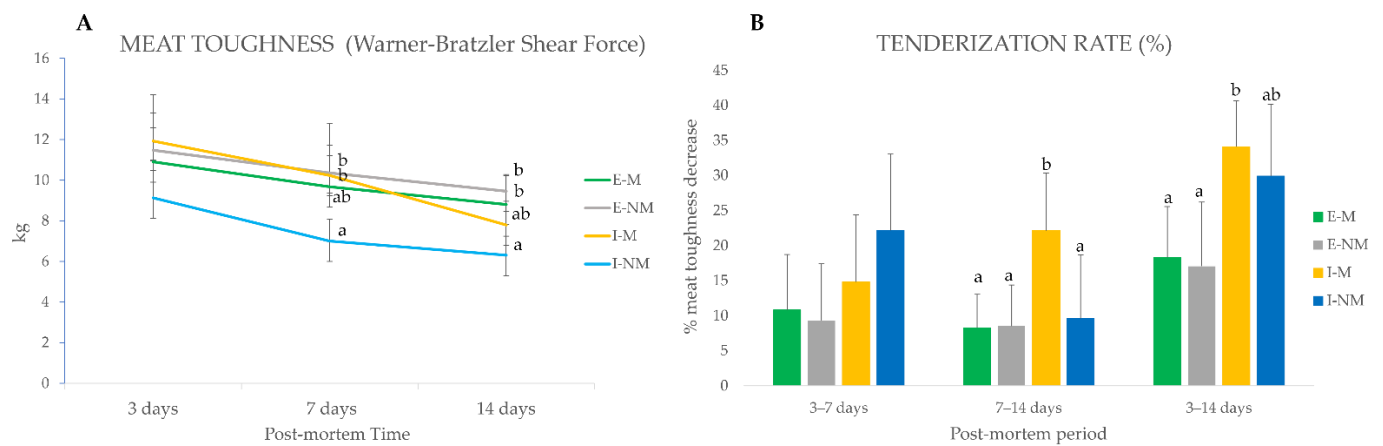 A
MEAT TOUGHNESS (Warner-Bratzler Shear Force)
16
14
12
10
8
6
4
2
0
kg
b
b
ab
a
b
b
ab
a
3 days
7 days
14 days
Post-mortem Time
E-M
E-NM
I-M
I-NM
B
TENDERIZATION RATE (%)
45
40
35
30
25
20
15
10
5
0
% meat toughness decrease
a
a
b
a
a
a
b
ab
3–7 days
7–14 days
3–14 days
Post-mortem period
E-M
E-NM
I-M
I-NM